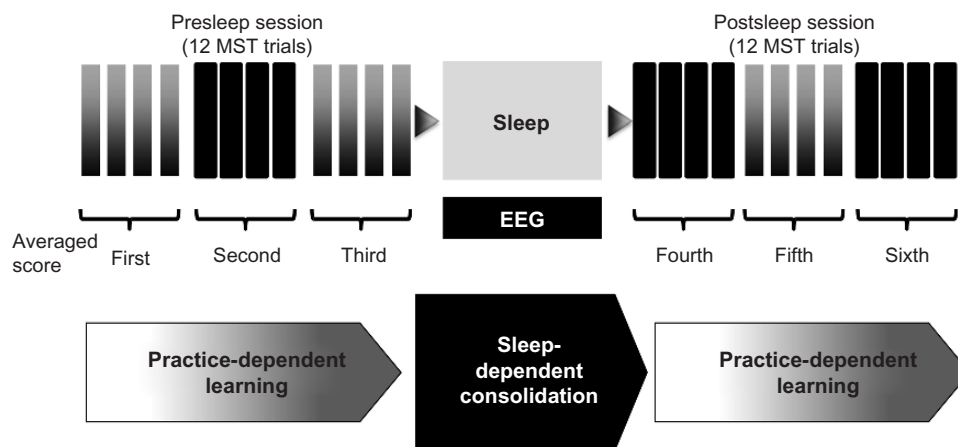 Presleep session
(12 MST trials)
Postsleep session
(12 MST trials)
Sleep
EEG
Averaged
score
First
Second
Third
Fourth
Fifth
Sixth
Practice-dependent
learning
Sleep-
dependent
consolidation
Practice-dependent
learning